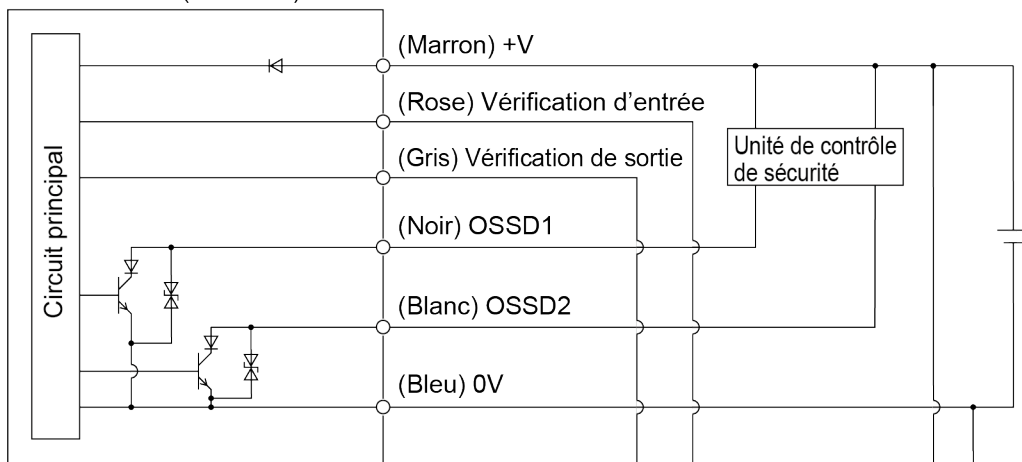 (Marron) +V
(Rose) Vérification d'entrée
(Gris) Vérification de sortie
Unité de contrôle
de sécurité
Circuit principal
(Noir) OSSD1
(Blanc) OSSD2
(Bleu) 0V